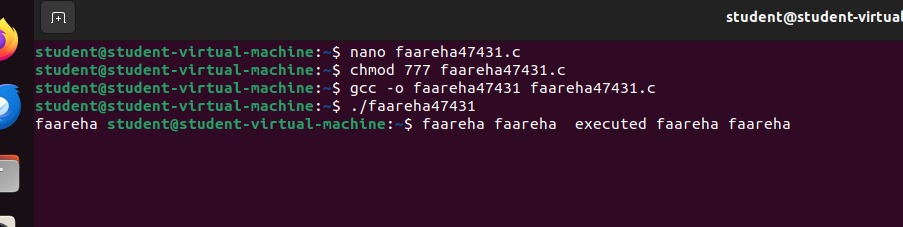 student@student-virtual
student@student-virtual-machine:~$ nano faareha47431.c
student@student-virtual-machine:~$ chmod 777 faareha47431.c
student@student-virtual-machine:~$ gcc -o faareha47431 faareha47431.c
student@student-virtual-machine:~$ ./faareha47431
faareha student@student-virtual-machine:~$ faareha faareha  executed faareha faareha